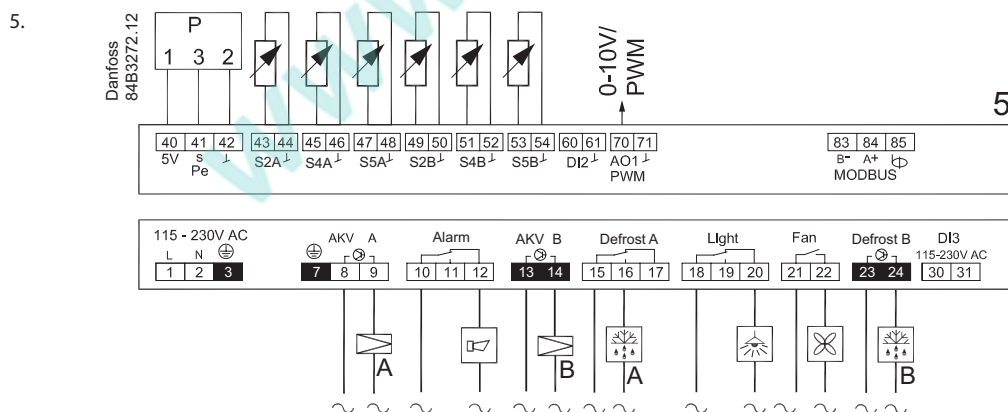 5.
Danfoss
84B3272.12
P
1 3 2
0-10V/
PWM
5
40 41 42 43 44 45 46 47 48 49 50 51 52 53 54 60 61 70 71 83 84 85
5V s S2A S4A S5A S2B S4B S5B DI2 AO1 B- A+
Pe PWM MODBUS
115 - 230V AC AKV A Alarm AKV B Defrost A Light Fan Defrost B DI3
L N 115-230V AC
1 2 3 7 8 9 10 11 12 13 14 15 16 17 18 19 20 21 22 23 24 30 31
A B A B
www